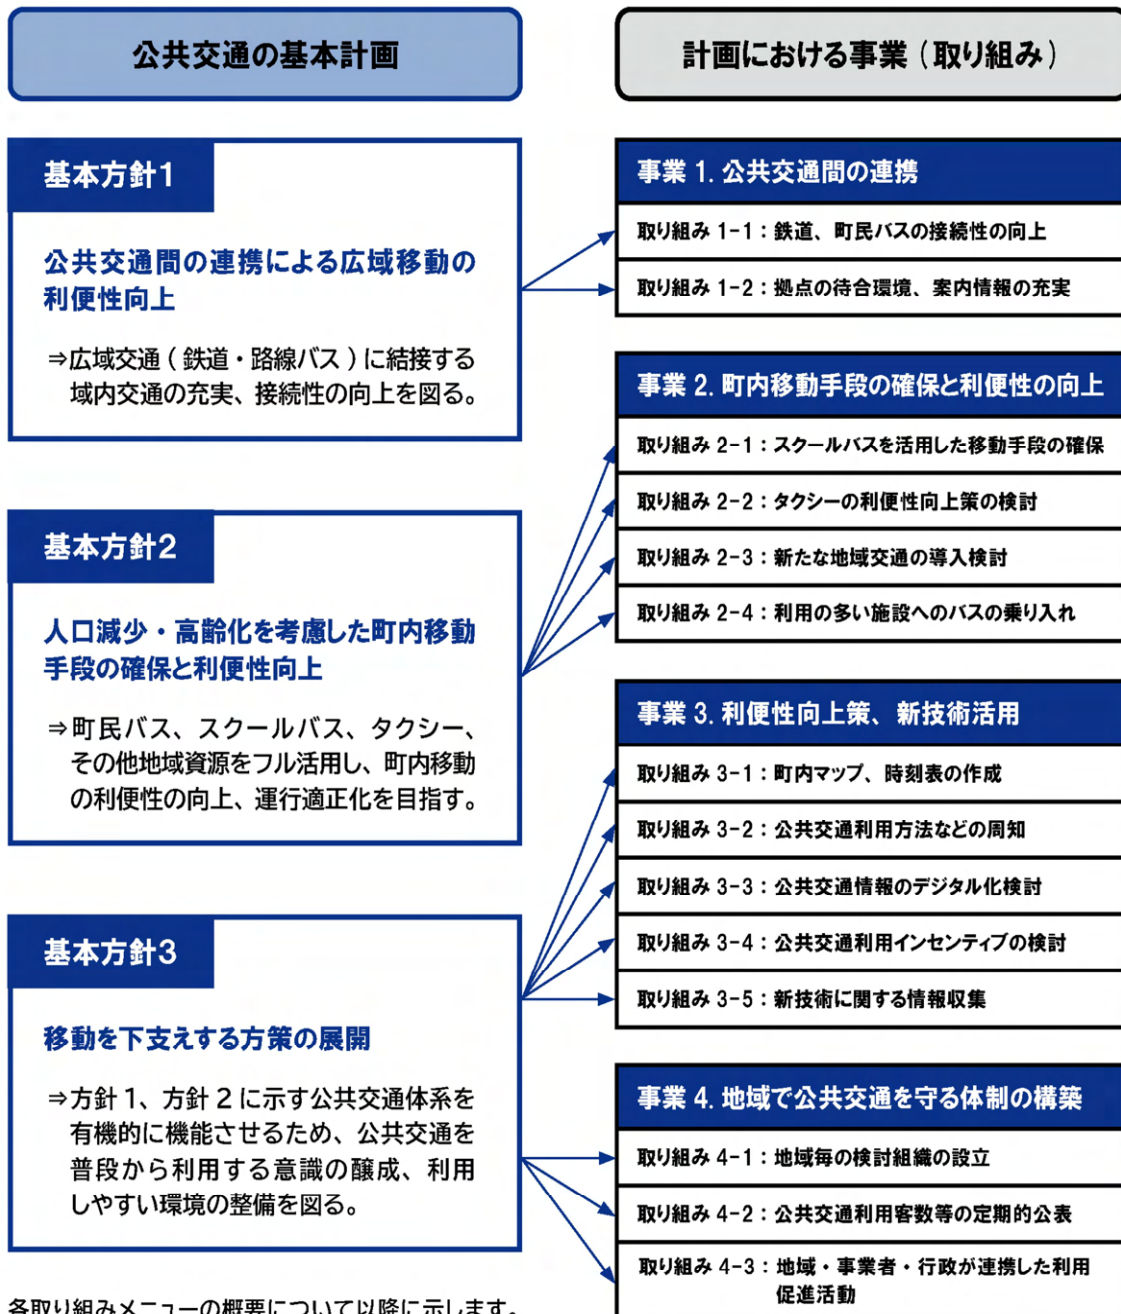 公共交通の基本計画
基本方針1
公共交通間の連携による広域移動の
利便性向上
⇒広域交通(鉄道・路線バス)に結接する
域内交通の充実、接続性の向上を図る。
基本方針2
人口減少・高齢化を考慮した町内移動
手段の確保と利便性向上
⇒町民バス、スクールバス、タクシー、
その他地域資源をフル活用し、町内移動
の利便性の向上、運行適正化を目指す。
基本方針3
移動を下支えする方策の展開
⇒方針1、方針2に示す公共交通体系を
有機的に機能させるため、公共交通を
普段から利用する意識の醸成、利用
しやすい環境の整備を図る。
各取り組みメニューの概要について以降に示します。
計画における事業(取り組み)
事業 1. 公共交通間の連携
取り組み 1-1:鉄道、町民バスの接続性の向上
取り組み 1-2:拠点の待合環境、案内情報の充実
事業 2. 町内移動手段の確保と利便性の向上
取り組み 2-1:スクールバスを活用した移動手段の確保
取り組み 2-2:タクシーの利便性向上策の検討
取り組み 2-3:新たな地域交通の導入検討
取り組み 2-4:利用の多い施設へのバスの乗り入れ
事業 3. 利便性向上策、新技術活用
取り組み 3-1:町内マップ、時刻表の作成
取り組み 3-2:公共交通利用方法などの周知
取り組み 3-3:公共交通情報のデジタル化検討
取り組み 3-4:公共交通利用インセンティブの検討
取り組み 3-5:新技術に関する情報収集
事業 4. 地域で公共交通を守る体制の構築
取り組み 4-1:地域毎の検討組織の設立
取り組み 4-2:公共交通利用客数等の定期的公表
取り組み 4-3:地域・事業者・行政が連携した利用
促進活動